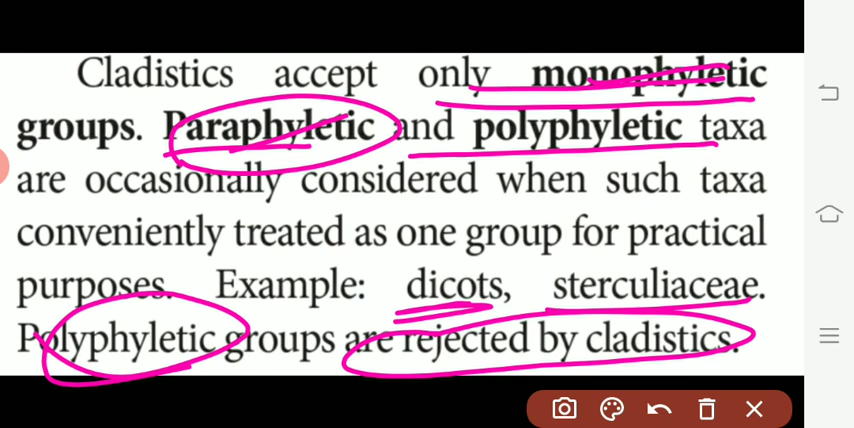 Cladistics accept only monophyletic
groups. Paraphyletic and polyphyletic taxa
are occasionally considered when such taxa
conveniently treated as one group for practical
purposes. Example: dicots, sterculiaceae.
Polyphyletic groups are rejected by cladistics.